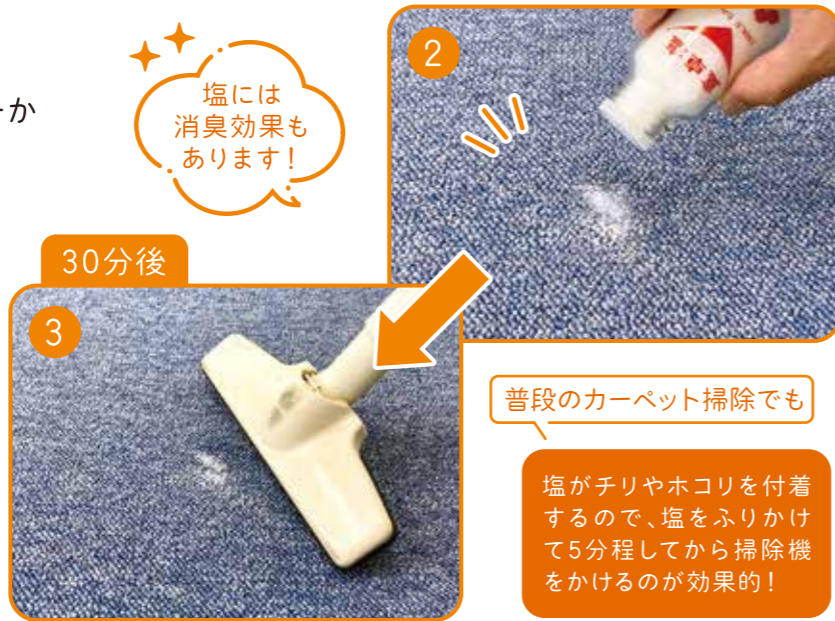 か
塩には
消臭効果も
あります！
2
30分後
3
普段のカーペット掃除でも
塩がチリやホコリを付着
するので、塩をふりかけ
て5分程してから掃除機
をかけるのが効果的！